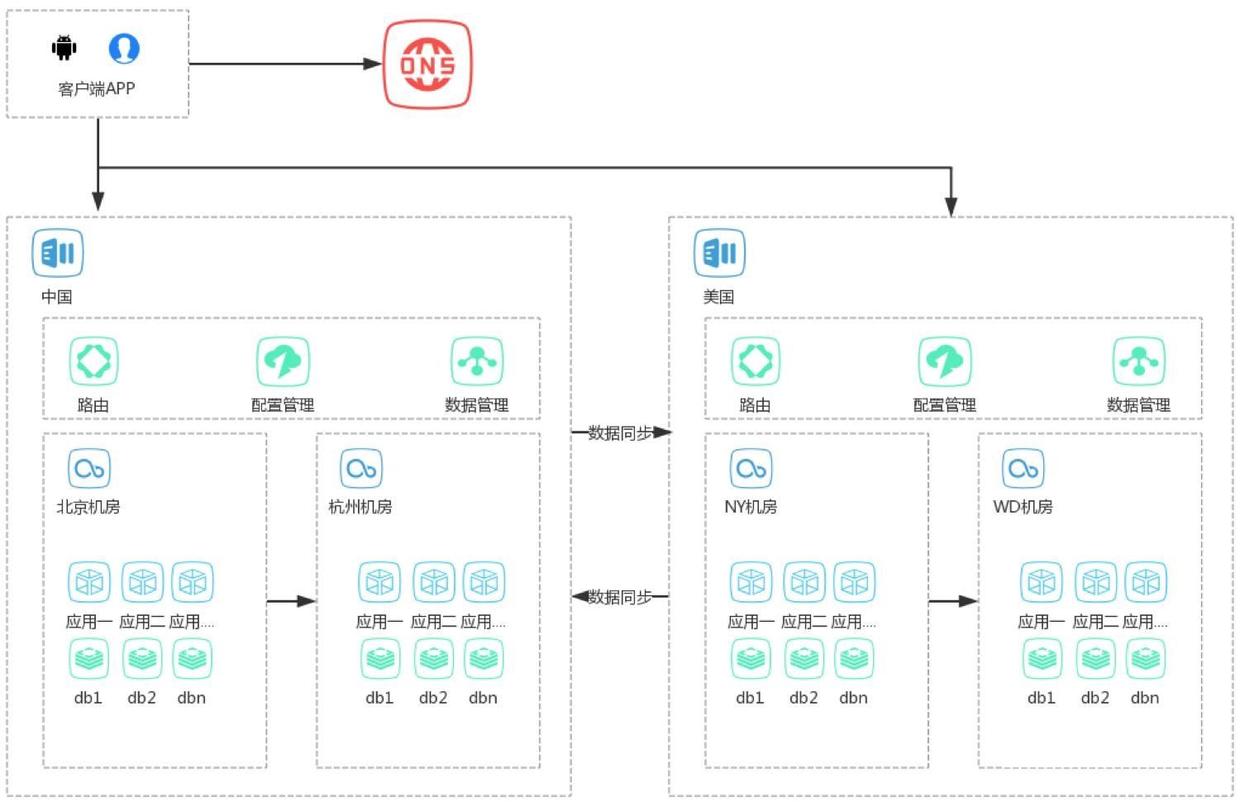 客户端APP
DNS
中国
美国
路由
配置管理
数据管理
路由
配置管理
数据管理
数据同步
北京机房
杭州机房
NY机房
WD机房
数据同步
应用一 应用二 应用....
应用一 应用二 应用....
应用一 应用二 应用....
应用一 应用二 应用....
db1 db2 dbn
db1 db2 dbn
db1 db2 dbn
db1 db2 dbn